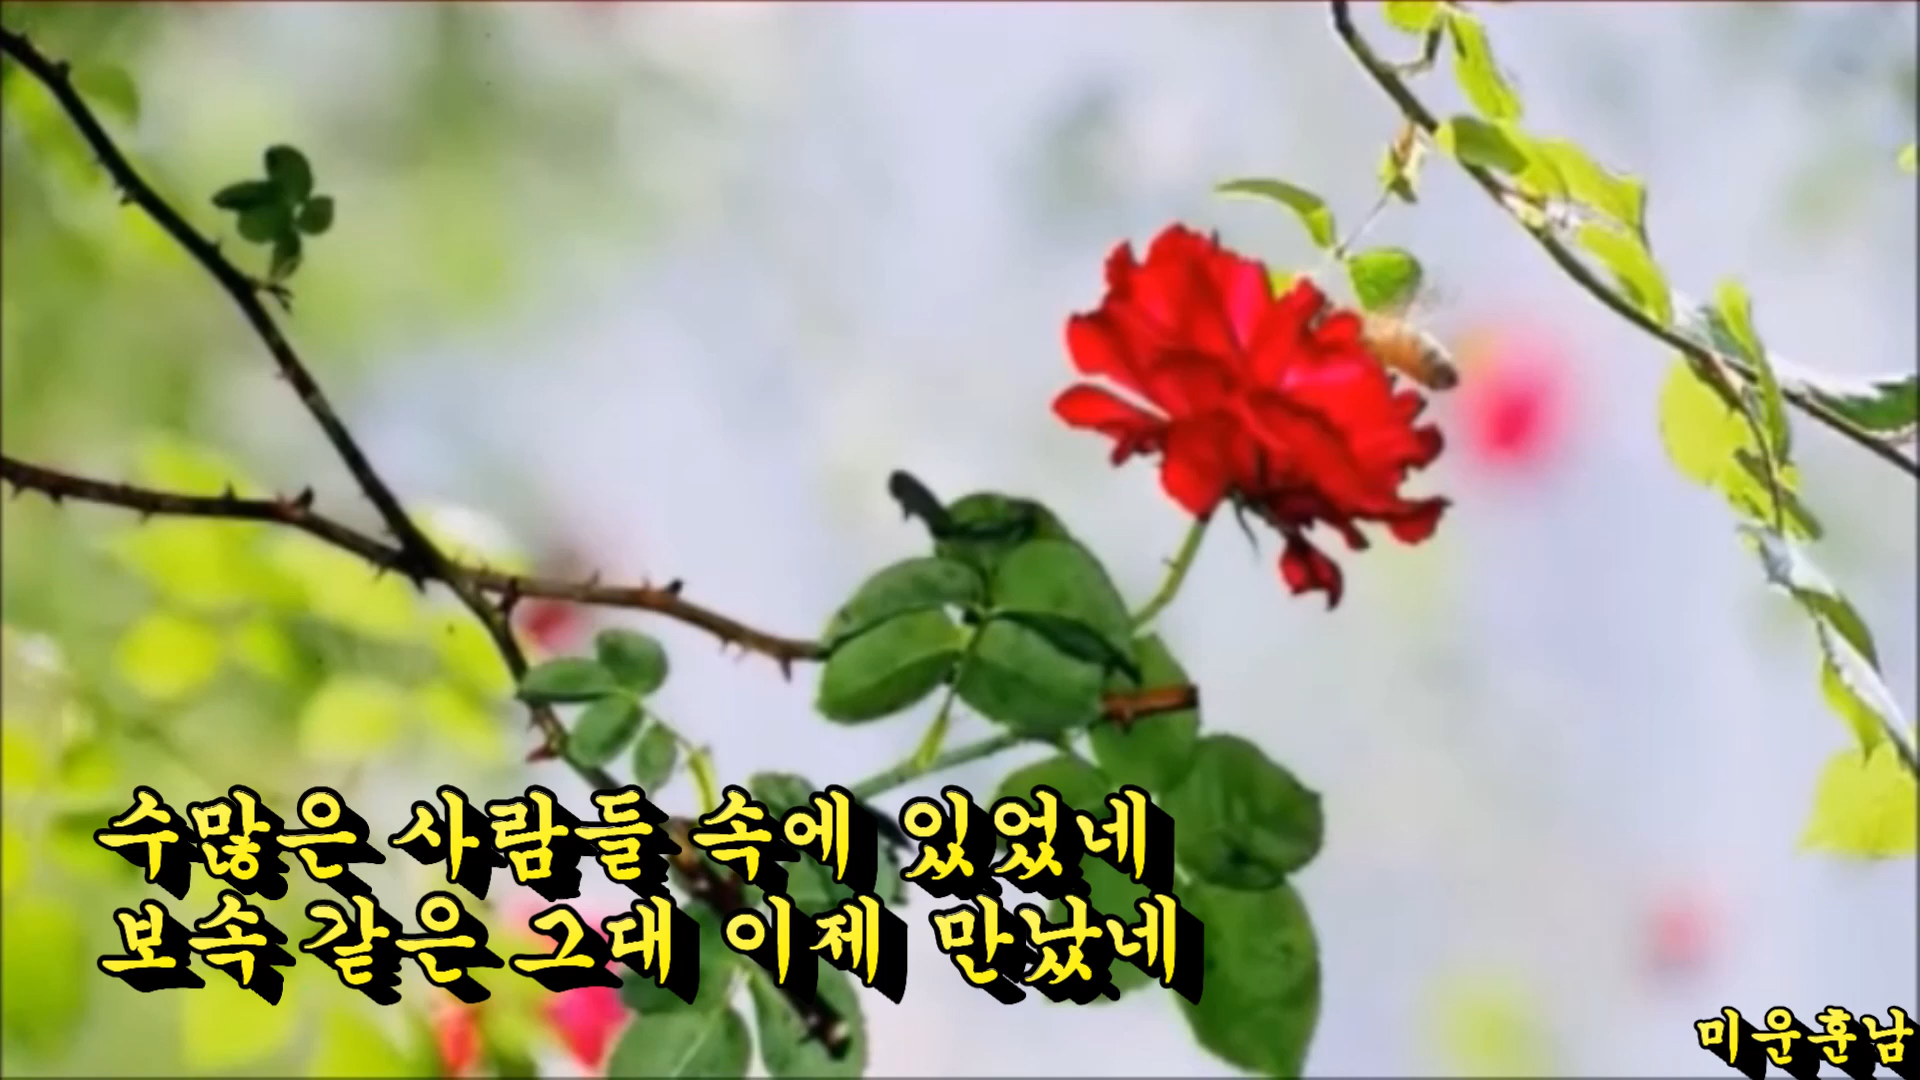 수많은 사람들 속에 있었네
보속 같은 그대 이제 만났네
미운훈남